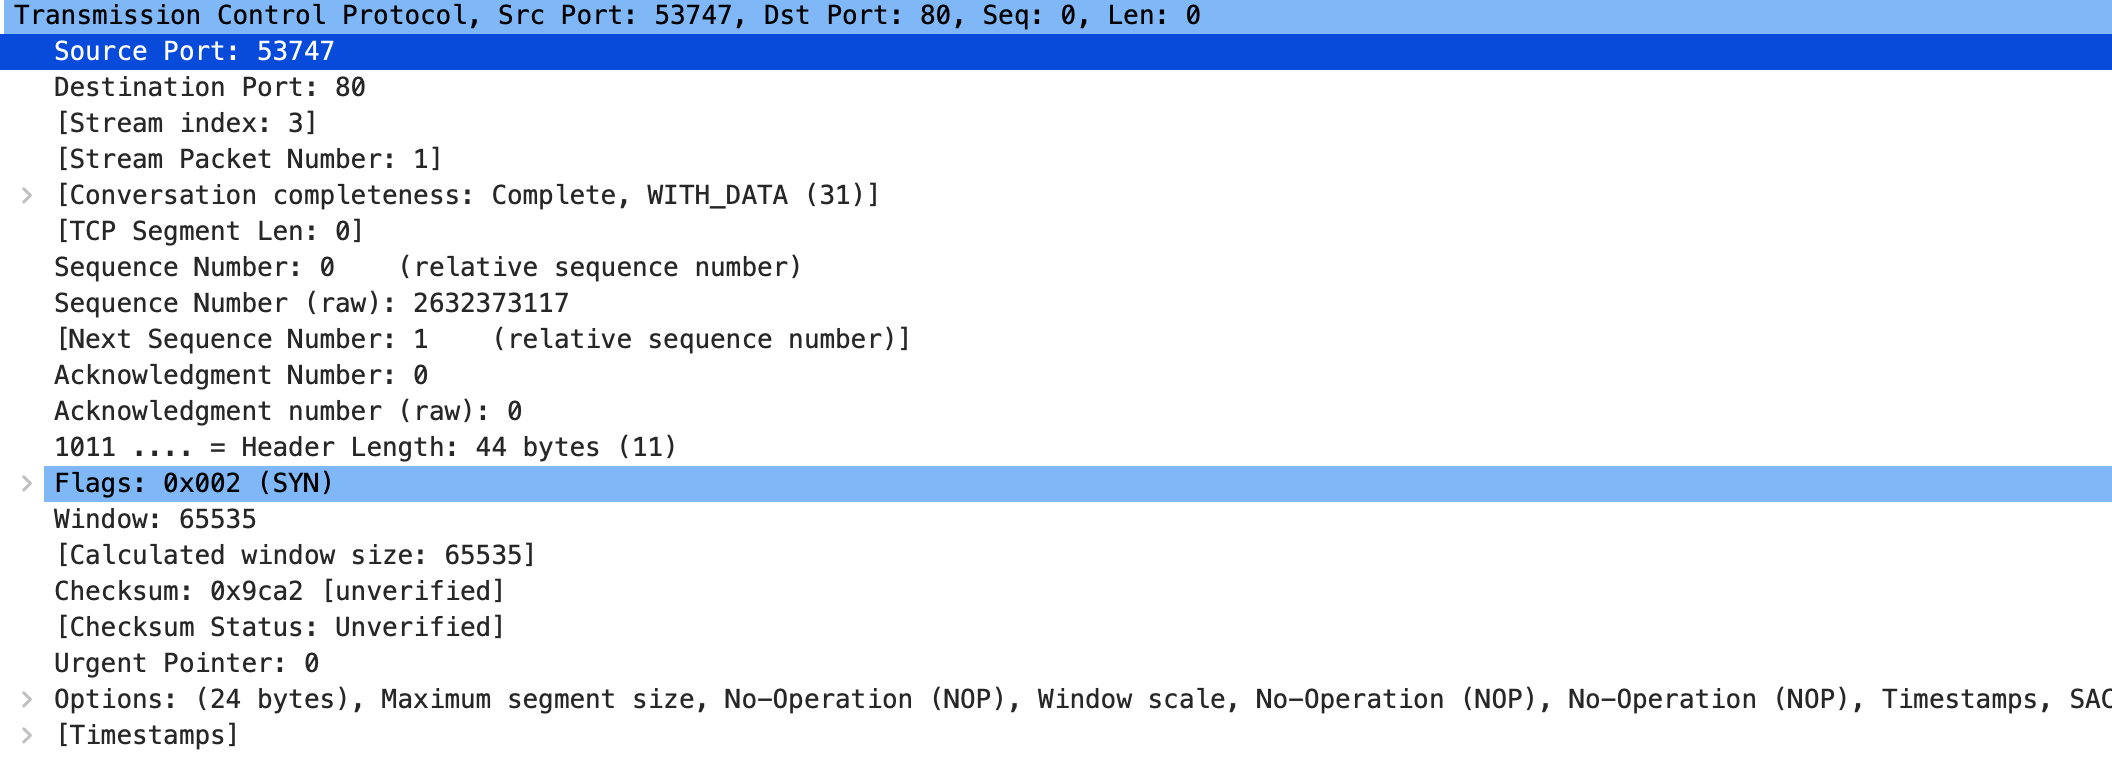 Transmission Control Protocol, Src Port: 53747, Dst Port: 80, Seq: 0, Len: 0
Source Port: 53747
Destination Port: 80
[Stream index: 3]
[Stream Packet Number: 1]
[Conversation completeness: Complete, WITH_DATA (31)]
[TCP Segment Len: 0]
Sequence Number: 0    (relative sequence number)
Sequence Number (raw): 2632373117
[Next Sequence Number: 1    (relative sequence number)]
Acknowledgment Number: 0
Acknowledgment number (raw): 0
1011 .... = Header Length: 44 bytes (11)
Flags: 0x002 (SYN)
Window: 65535
[Calculated window size: 65535]
Checksum: 0x9ca2 [unverified]
[Checksum Status: Unverified]
Urgent Pointer: 0
Options: (24 bytes), Maximum segment size, No-Operation (NOP), Window scale, No-Operation (NOP), No-Operation (NOP), Timestamps, SAC
[Timestamps]